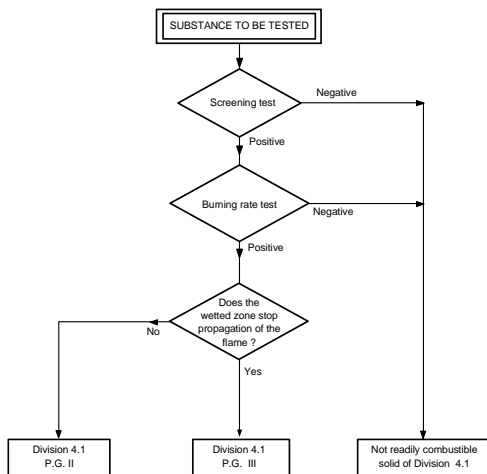 SUBSTANCE TO BE TESTED
Screening test
Negative
Positive
Burning rate test
Negative
Positive
Does the
wetted zone stop
propagation of the
flame ?
No
Yes
Division 4.1
P.G. II
Division 4.1
P.G. III
Not readily combustible
solid of Division 4.1